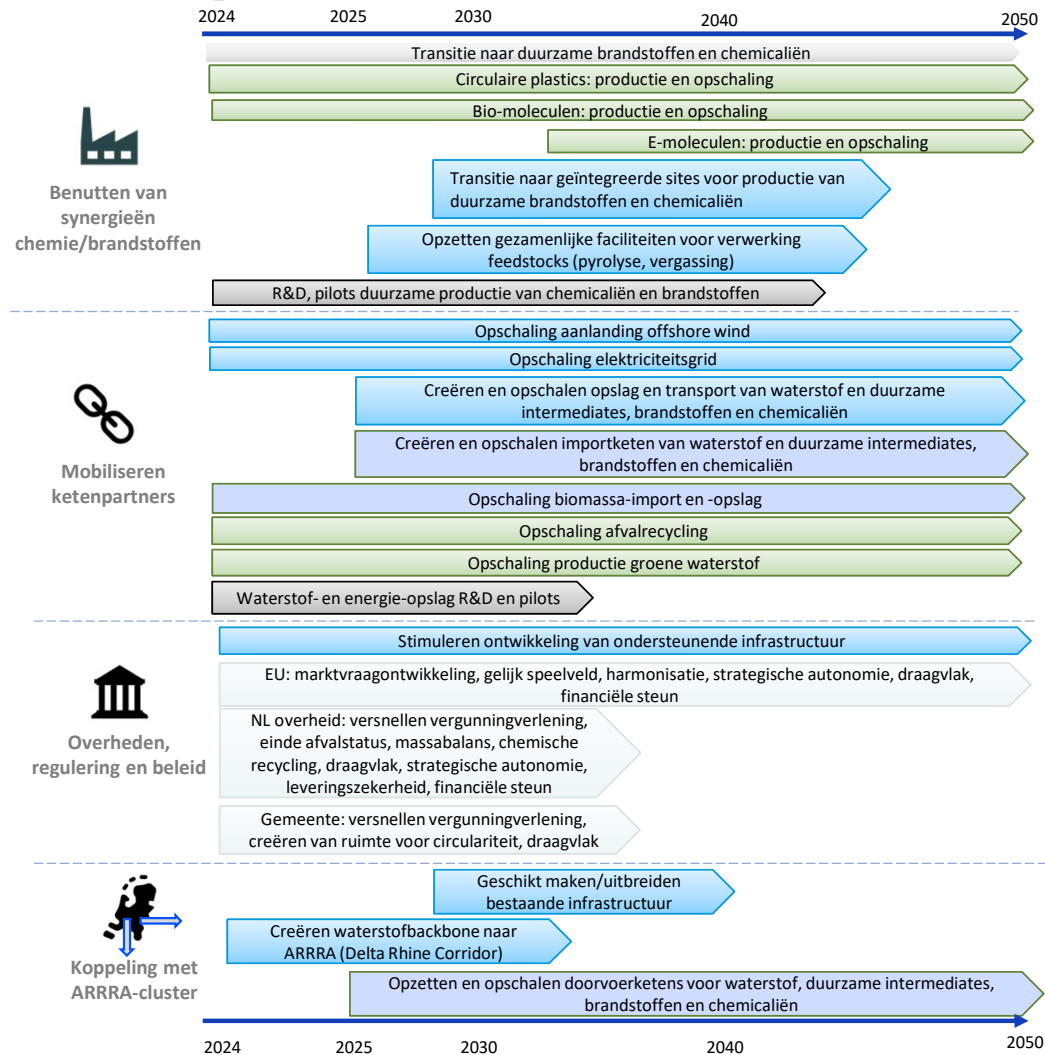 2024 2025 2030 2040 2050
Transitie naar duurzame brandstoffen en chemicaliën
Circulaire plastics: productie en opschaling
Bio-moleculen: productie en opschaling
E-moleculen: productie en opschaling
Transitie naar geïntegreerde sites voor productie van
duurzame brandstoffen en chemicaliën
Benutten van
synergieën
chemie/brandstoffen
Opzetten gezamenlijke faciliteiten voor verwerking
feedstocks (pyrolyse, vergassing)
R&D, pilots duurzame productie van chemicaliën en brandstoffen
Opschaling aanlanding offshore wind
Opschaling elektriciteitsgrid
Creëren en opschalen opslag en transport van waterstof en duurzame
intermediates, brandstoffen en chemicaliën
Creëren en opschalen importketen van waterstof en duurzame intermediates,
brandstoffen en chemicaliën
Mobiliseren
ketenpartners
Opschaling biomassa-import en -opslag
Opschaling afvalrecycling
Opschaling productie groene waterstof
Waterstof- en energie-opslag R&D en pilots
Stimuleren ontwikkeling van ondersteunende infrastructuur
EU: marktvraagontwikkeling, gelijk speelveld, harmonisatie, strategische autonomie, draagvlak,
financiële steun
Overheden,
regulering en beleid
NL overheid: versnellen vergunningverlening,
einde afvalstatus, massabalans, chemische
recycling, draagvlak, strategische autonomie,
leveringszekerheid, financiële steun
Gemeente: versnellen vergunningverlening,
creëren van ruimte voor circulariteit, draagvlak
Geschikt maken/uitbreiden
bestaande infrastructuur
Creëren waterstofbackbone naar
ARRRA (Delta Rhine Corridor)
Koppeling met
ARRRA-cluster
Opzetten en opschalen doorvoerketens voor waterstof, duurzame intermediates,
brandstoffen en chemicaliën
2024 2025 2030 2040 2050